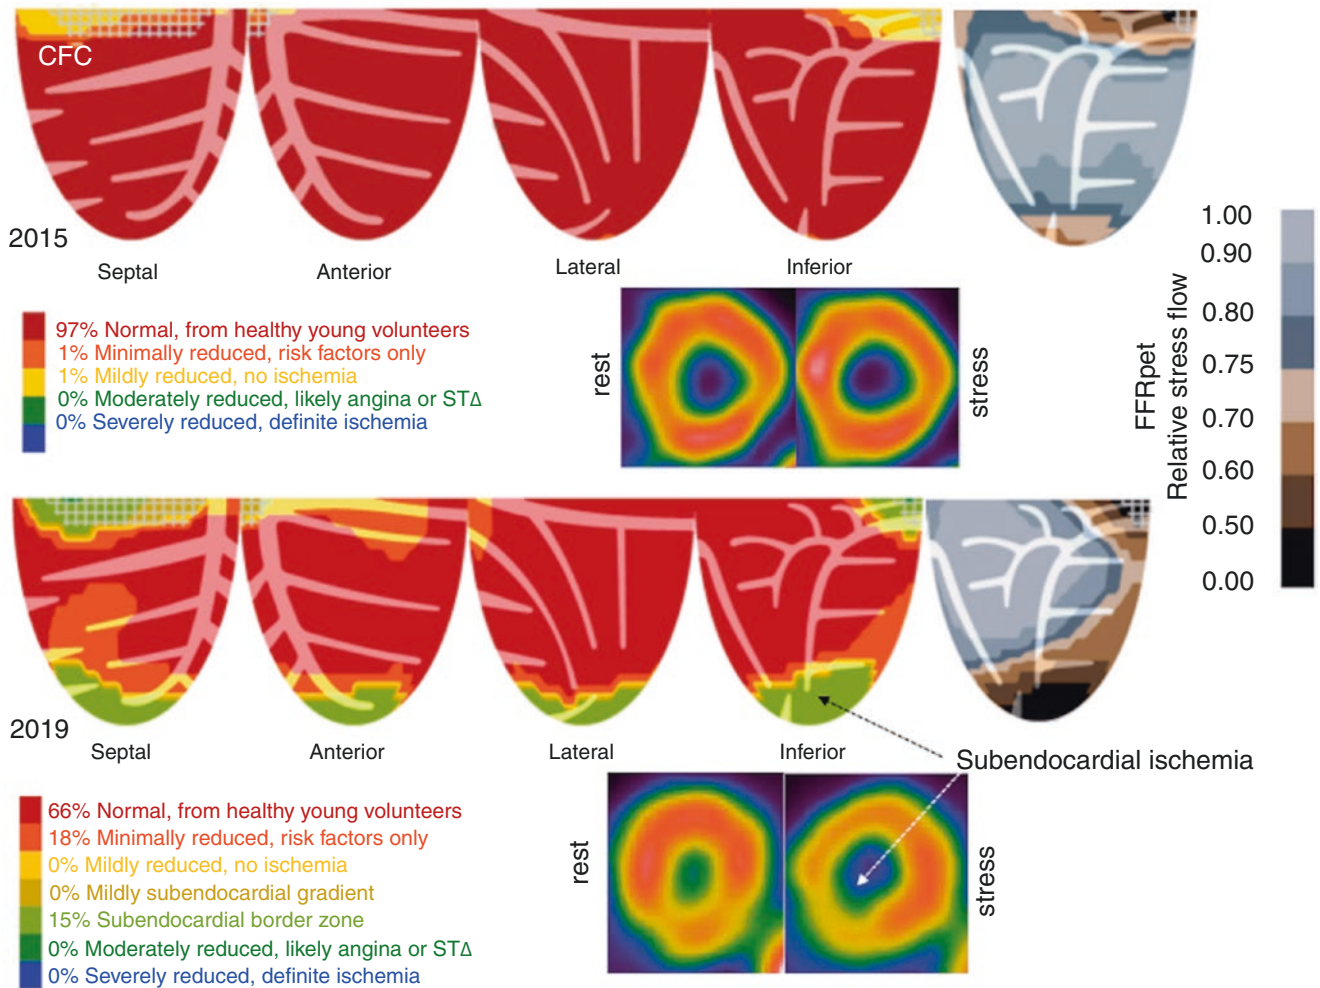 CFC
2015
Septal
Anterior
Lateral
Inferior
97% Normal, from healthy young volunteers
1% Minimally reduced, risk factors only
1% Mildly reduced, no ischemia
0% Moderately reduced, likely angina or STΔ
0% Severely reduced, definite ischemia
rest
stress
FFRpet
Relative stress flow
1.00
0.90
0.80
0.75
0.70
0.60
0.50
0.00
2019
Septal
Anterior
Lateral
Inferior
Subendocardial ischemia
66% Normal, from healthy young volunteers
18% Minimally reduced, risk factors only
0% Mildly reduced, no ischemia
0% Mildly subendocardial gradient
15% Subendocardial border zone
0% Moderately reduced, likely angina or STΔ
0% Severely reduced, definite ischemia
rest
stress